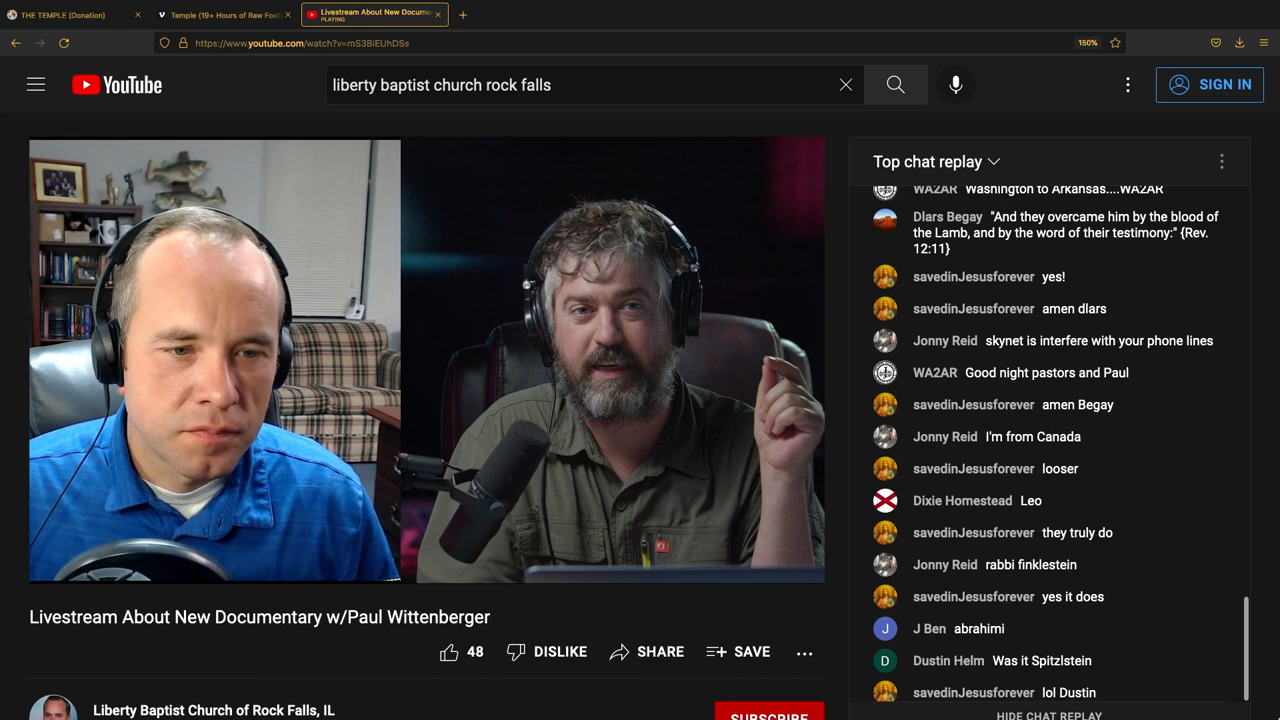 THE TEMPLE (Donation)
Temple (19+ Hours of Raw Foot
Livestream About New Docume
PLAYING
https://www.youtube.com/watch?v=mS3BiEUhDSs
150%
YouTube
liberty baptist church rock falls
SIGN IN
Top chat replay
WA2AR Washington to Arkansas....WA2AR
Dlars Begay "And they overcame him by the blood of
the Lamb, and by the word of their testimony:" {Rev.
12:11}
savedinJesusforever yes!
savedinJesusforever amen dlars
Jonny Reid skynet is interfere with your phone lines
WA2AR Good night pastors and Paul
savedinJesusforever amen Begay
Jonny Reid I'm from Canada
savedinJesusforever looser
Dixie Homestead Leo
savedinJesusforever they truly do
Jonny Reid rabbi finklestein
savedinJesusforever yes it does
J
J Ben abrahimi
D
Dustin Helm Was it Spitzlstein
savedinJesusforever lol Dustin
HIDE CHAT REPLAY
Livestream About New Documentary w/Paul Wittenberger
48 DISLIKE SHARE SAVE
Liberty Baptist Church of Rock Falls, IL
SUBSCRIBE